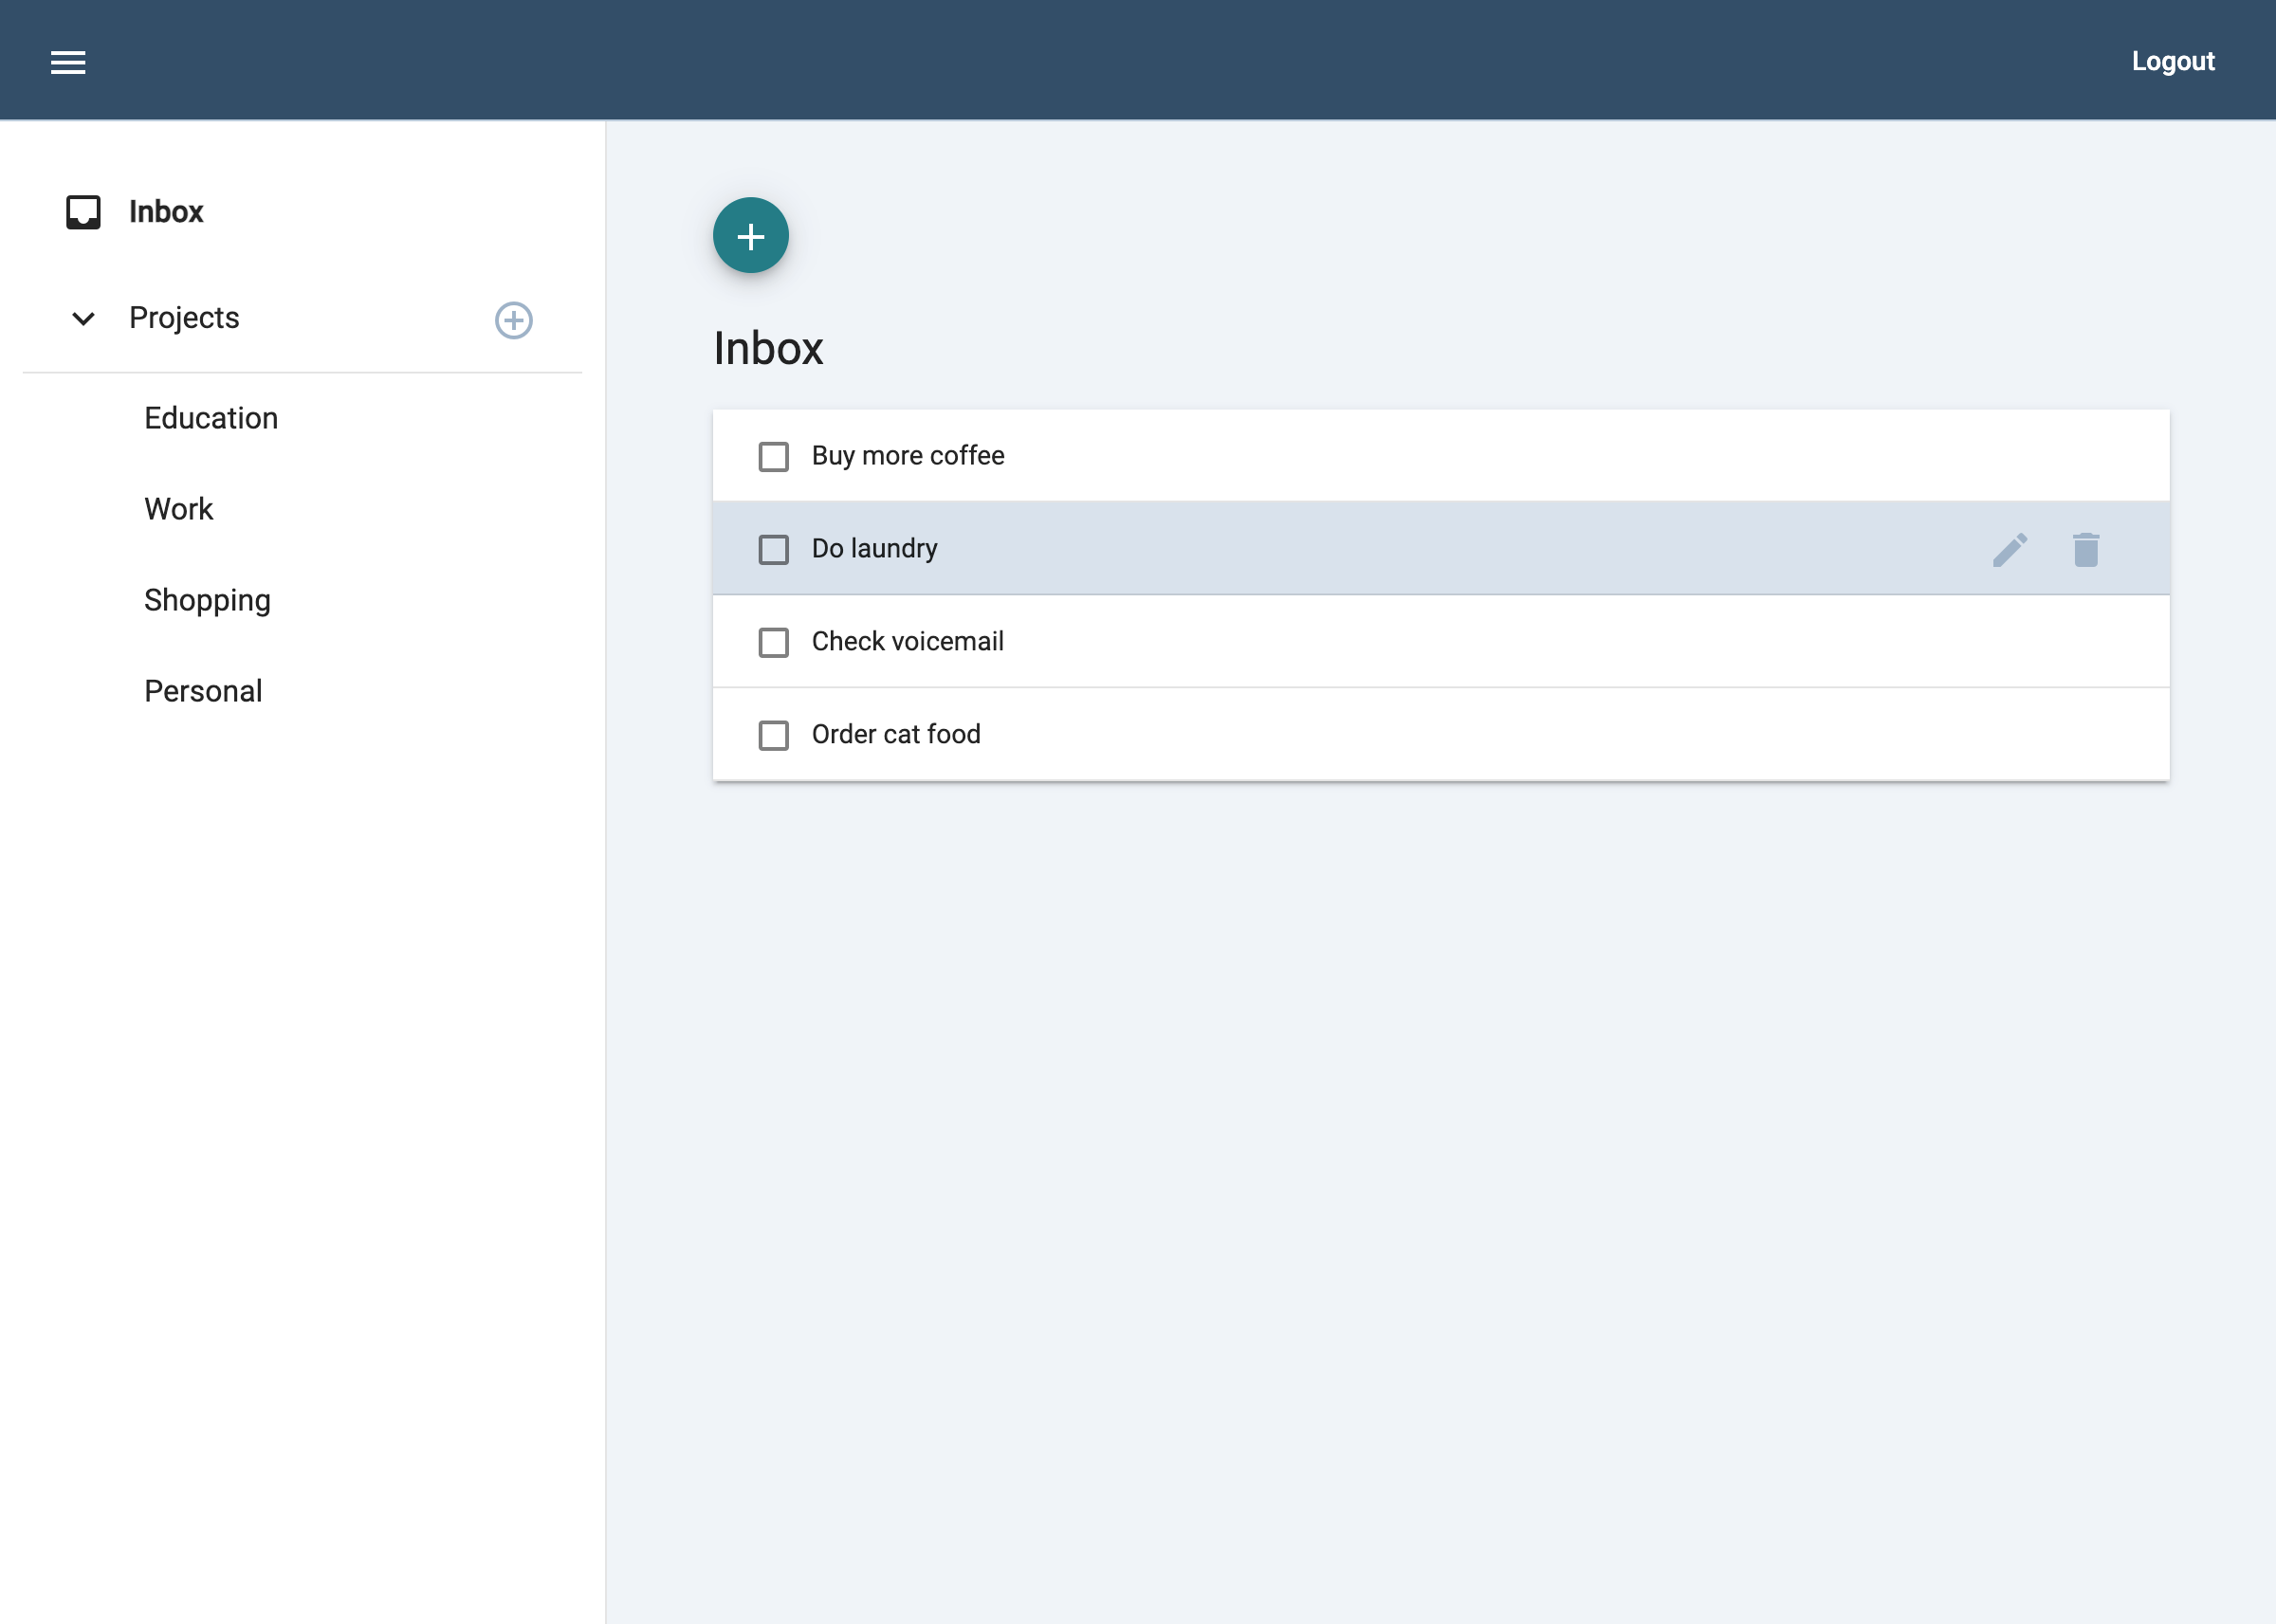 Logout
Inbox
Projects
Education
Work
Shopping
Personal
Inbox
Buy more coffee
Do laundry
Check voicemail
Order cat food